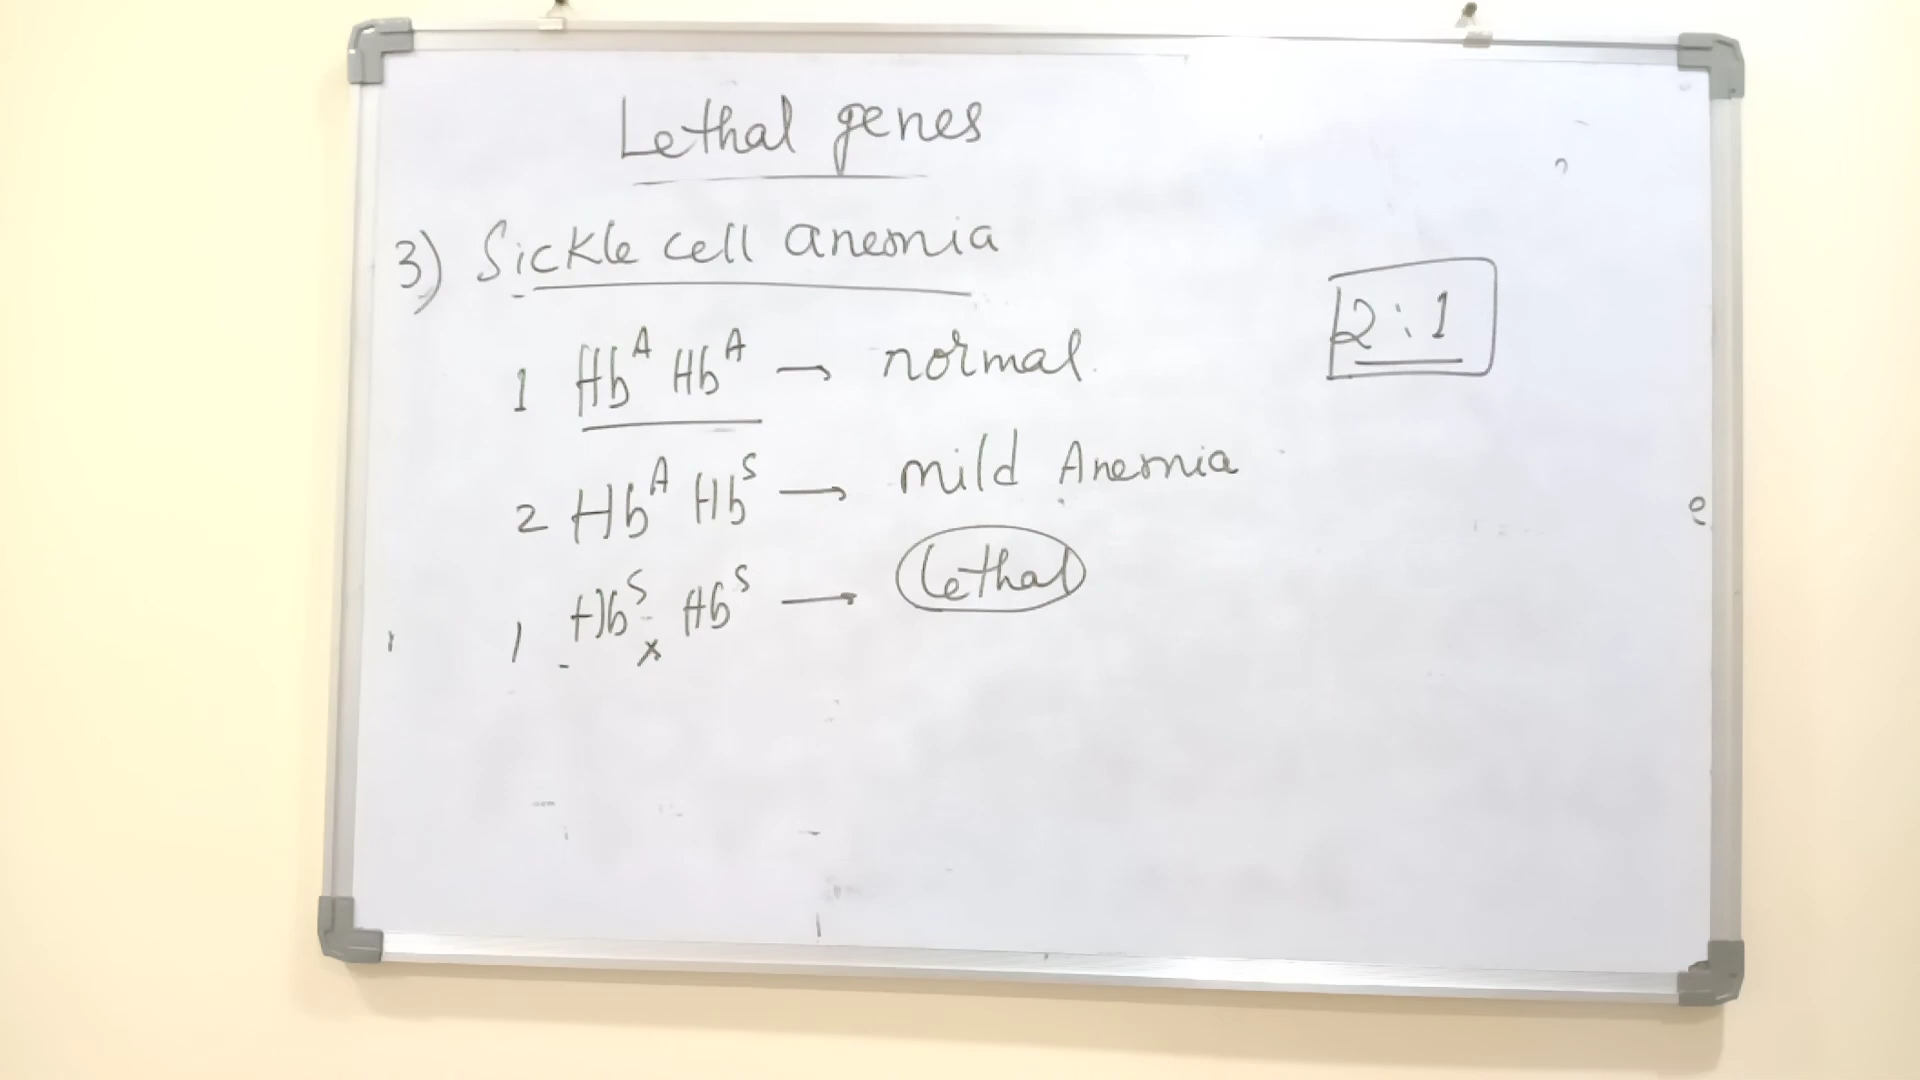 Lethal genes
3) Sickle cell anemia
1 Hb^A Hb^A → normal
2 Hb^A Hb^S → mild Anemia
1 Hb^S Hb^S → Lethal
x
2:1